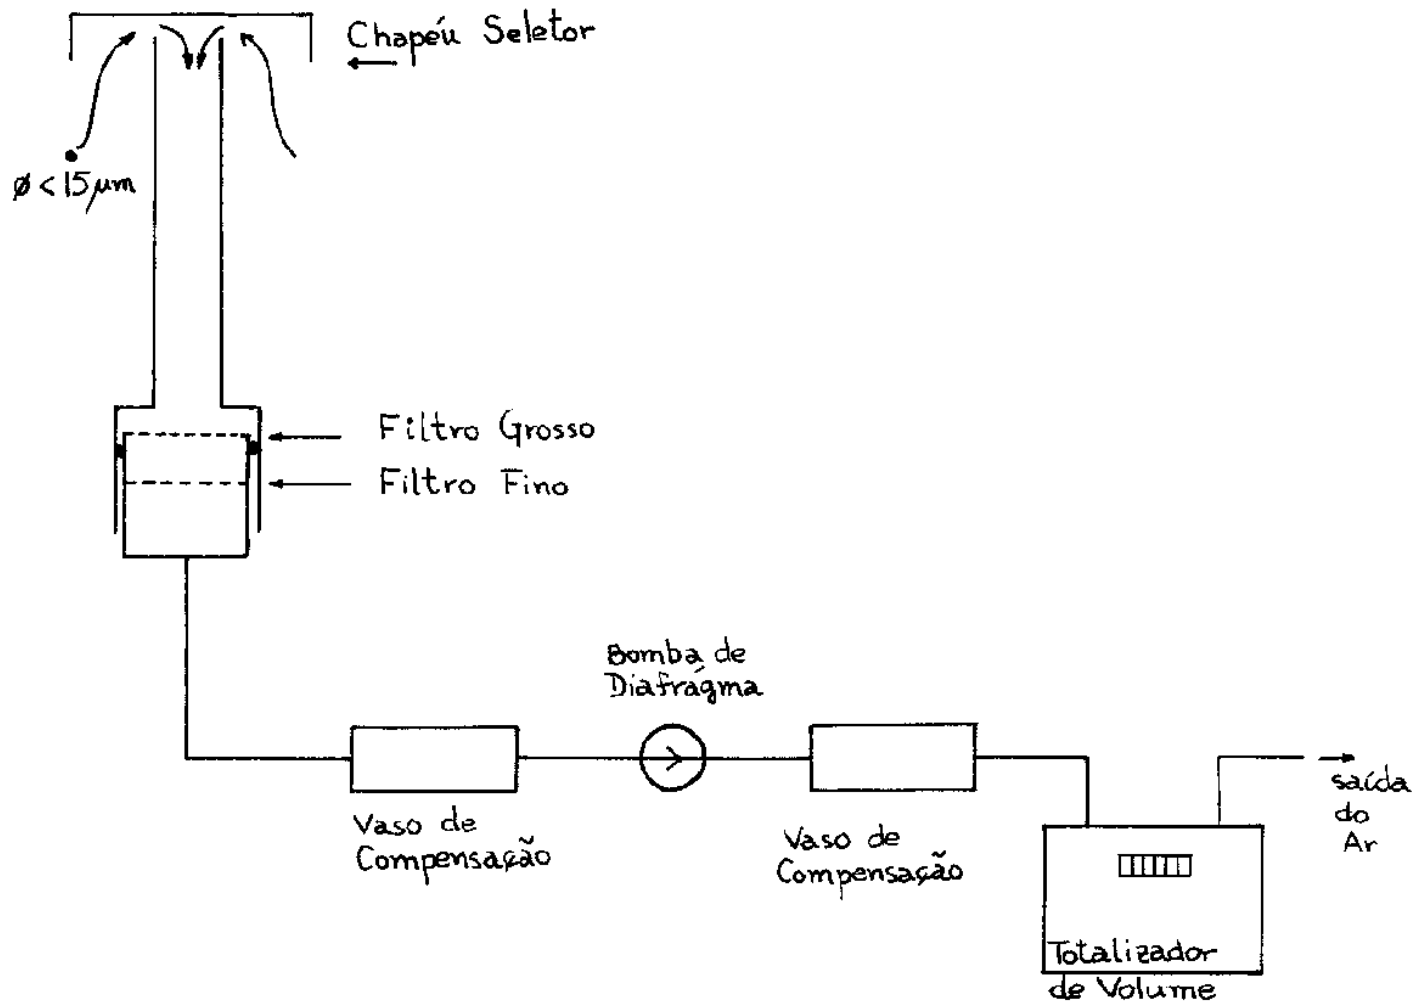 Chapéu Seletor
ø < 15 μm
Filtro Grosso
Filtro Fino
Bomba de
Diafrágma
Vaso de
Compensação
Vaso de
Compensação
saída
do
Ar
Totalizador
de Volume